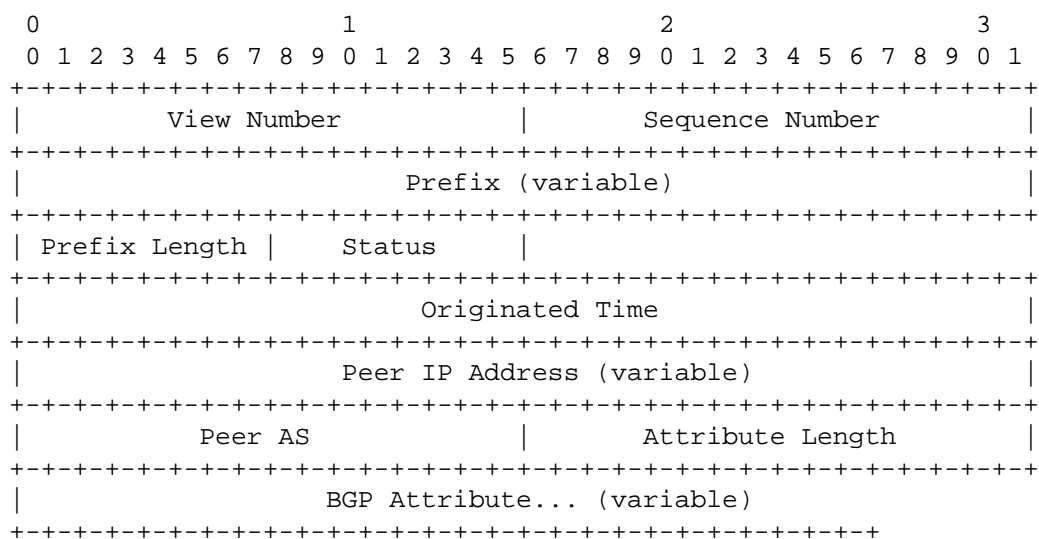 0                   1                   2                   3
 0 1 2 3 4 5 6 7 8 9 0 1 2 3 4 5 6 7 8 9 0 1 2 3 4 5 6 7 8 9 0 1
+-+-+-+-+-+-+-+-+-+-+-+-+-+-+-+-+-+-+-+-+-+-+-+-+-+-+-+-+-+-+-+-+
|         View Number           |       Sequence Number         |
+-+-+-+-+-+-+-+-+-+-+-+-+-+-+-+-+-+-+-+-+-+-+-+-+-+-+-+-+-+-+-+-+
|                        Prefix (variable)                      |
+-+-+-+-+-+-+-+-+-+-+-+-+-+-+-+-+-+-+-+-+-+-+-+-+-+-+-+-+-+-+-+-+
| Prefix Length |    Status     |
+-+-+-+-+-+-+-+-+-+-+-+-+-+-+-+-+-+-+-+-+-+-+-+-+-+-+-+-+-+-+-+-+
|                         Originated Time                       |
+-+-+-+-+-+-+-+-+-+-+-+-+-+-+-+-+-+-+-+-+-+-+-+-+-+-+-+-+-+-+-+-+
|                    Peer IP Address (variable)                 |
+-+-+-+-+-+-+-+-+-+-+-+-+-+-+-+-+-+-+-+-+-+-+-+-+-+-+-+-+-+-+-+-+
|           Peer AS             |       Attribute Length        |
+-+-+-+-+-+-+-+-+-+-+-+-+-+-+-+-+-+-+-+-+-+-+-+-+-+-+-+-+-+-+-+-+
|                   BGP Attribute... (variable)
+-+-+-+-+-+-+-+-+-+-+-+-+-+-+-+-+-+-+-+-+-+-+-+-+-+-+-+